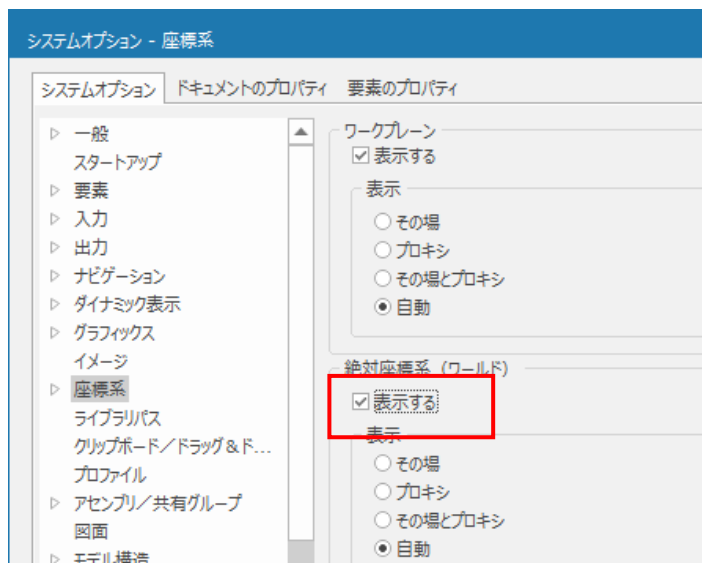 システムオプション - 座標系
システムオプション ドキュメントのプロパティ 要素のプロパティ
一般
スタートアップ
要素
入力
出力
ナビゲーション
ダイナミック表示
グラフィックス
イメージ
座標系
ライブラリパス
クリップボード/ドラッグ&ド...
プロファイル
アセンブリ/共有グループ
図面
モデル構造
ワークプレーン
表示する
表示
その場
プロキシ
その場とプロキシ
自動
絶対座標系（ワールド）
表示する
表示
その場
プロキシ
その場とプロキシ
自動